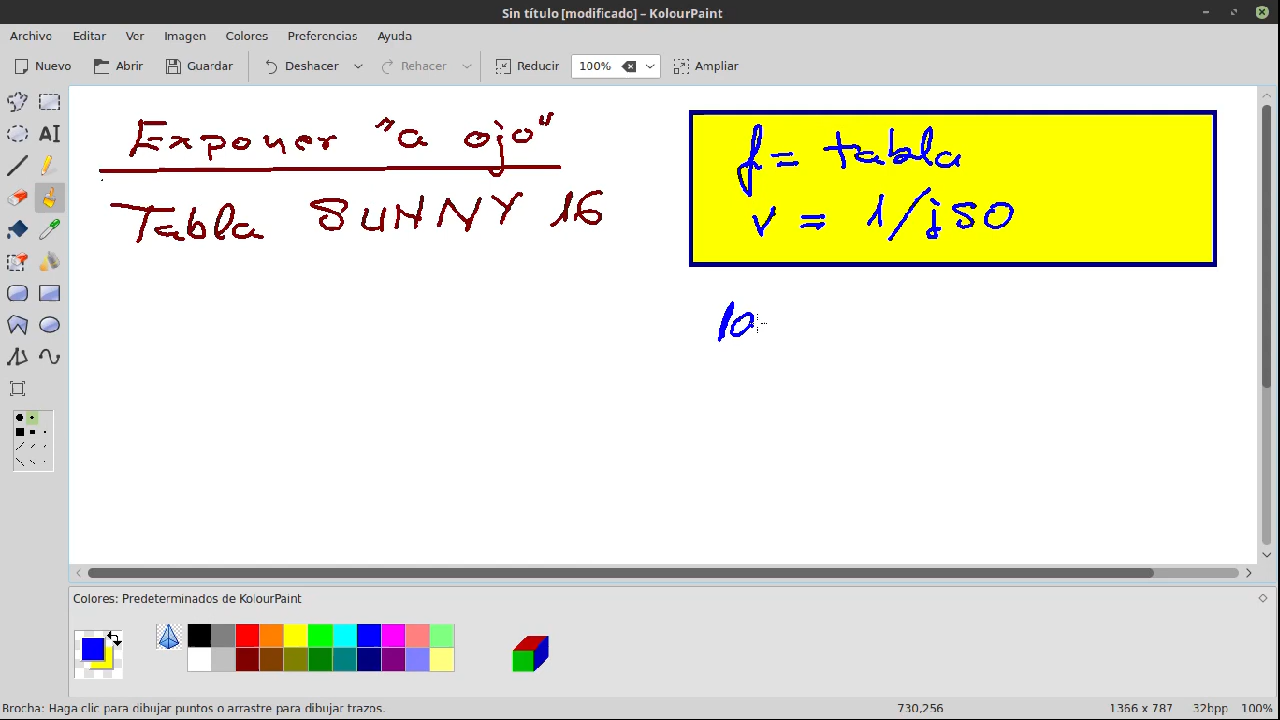 Sin título [modificado] – KolourPaint
Archivo Editar Ver Imagen Colores Preferencias Ayuda
Nuevo Abrir Guardar Deshacer Rehacer Reducir 100% Ampliar
Exponer "a ojo"
Tabla SUNNY 16
f = tabla
v = 1/iso
10
Colores: Predeterminados de KolourPaint
Brocha: Haga clic para dibujar puntos o arrastre para dibujar trazos. 730,256 1366 x 787 32bpp 100%